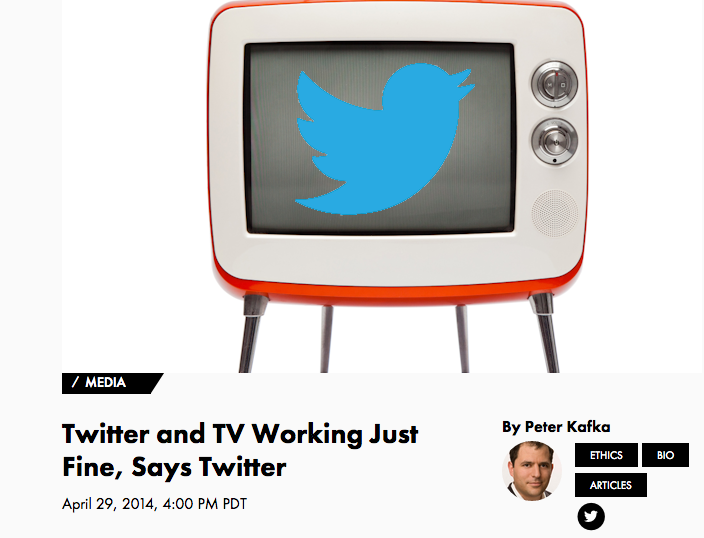 / MEDIA
Twitter and TV Working Just
Fine, Says Twitter
April 29, 2014, 4:00 PM PDT
By Peter Kafka
ETHICS
BIO
ARTICLES